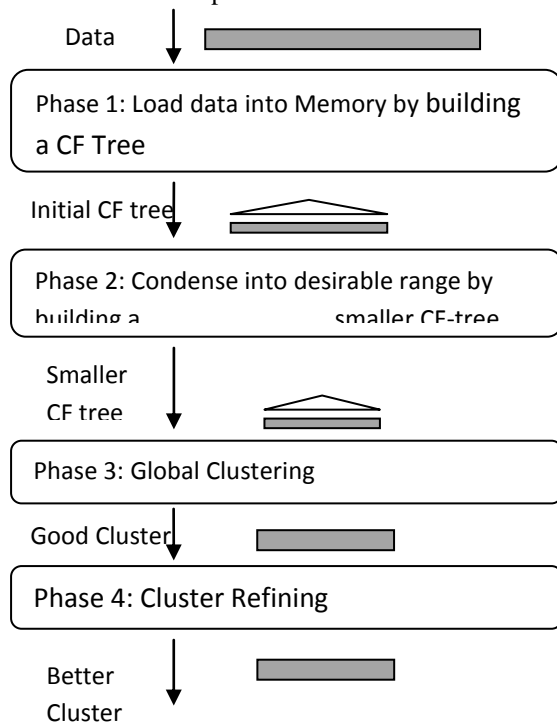 Data
Phase 1: Load data into Memory by building
a CF Tree
Initial CF tree
Phase 2: Condense into desirable range by
building a smaller CF-tree
Smaller
CF tree
Phase 3: Global Clustering
Good Cluster
Phase 4: Cluster Refining
Better
Cluster